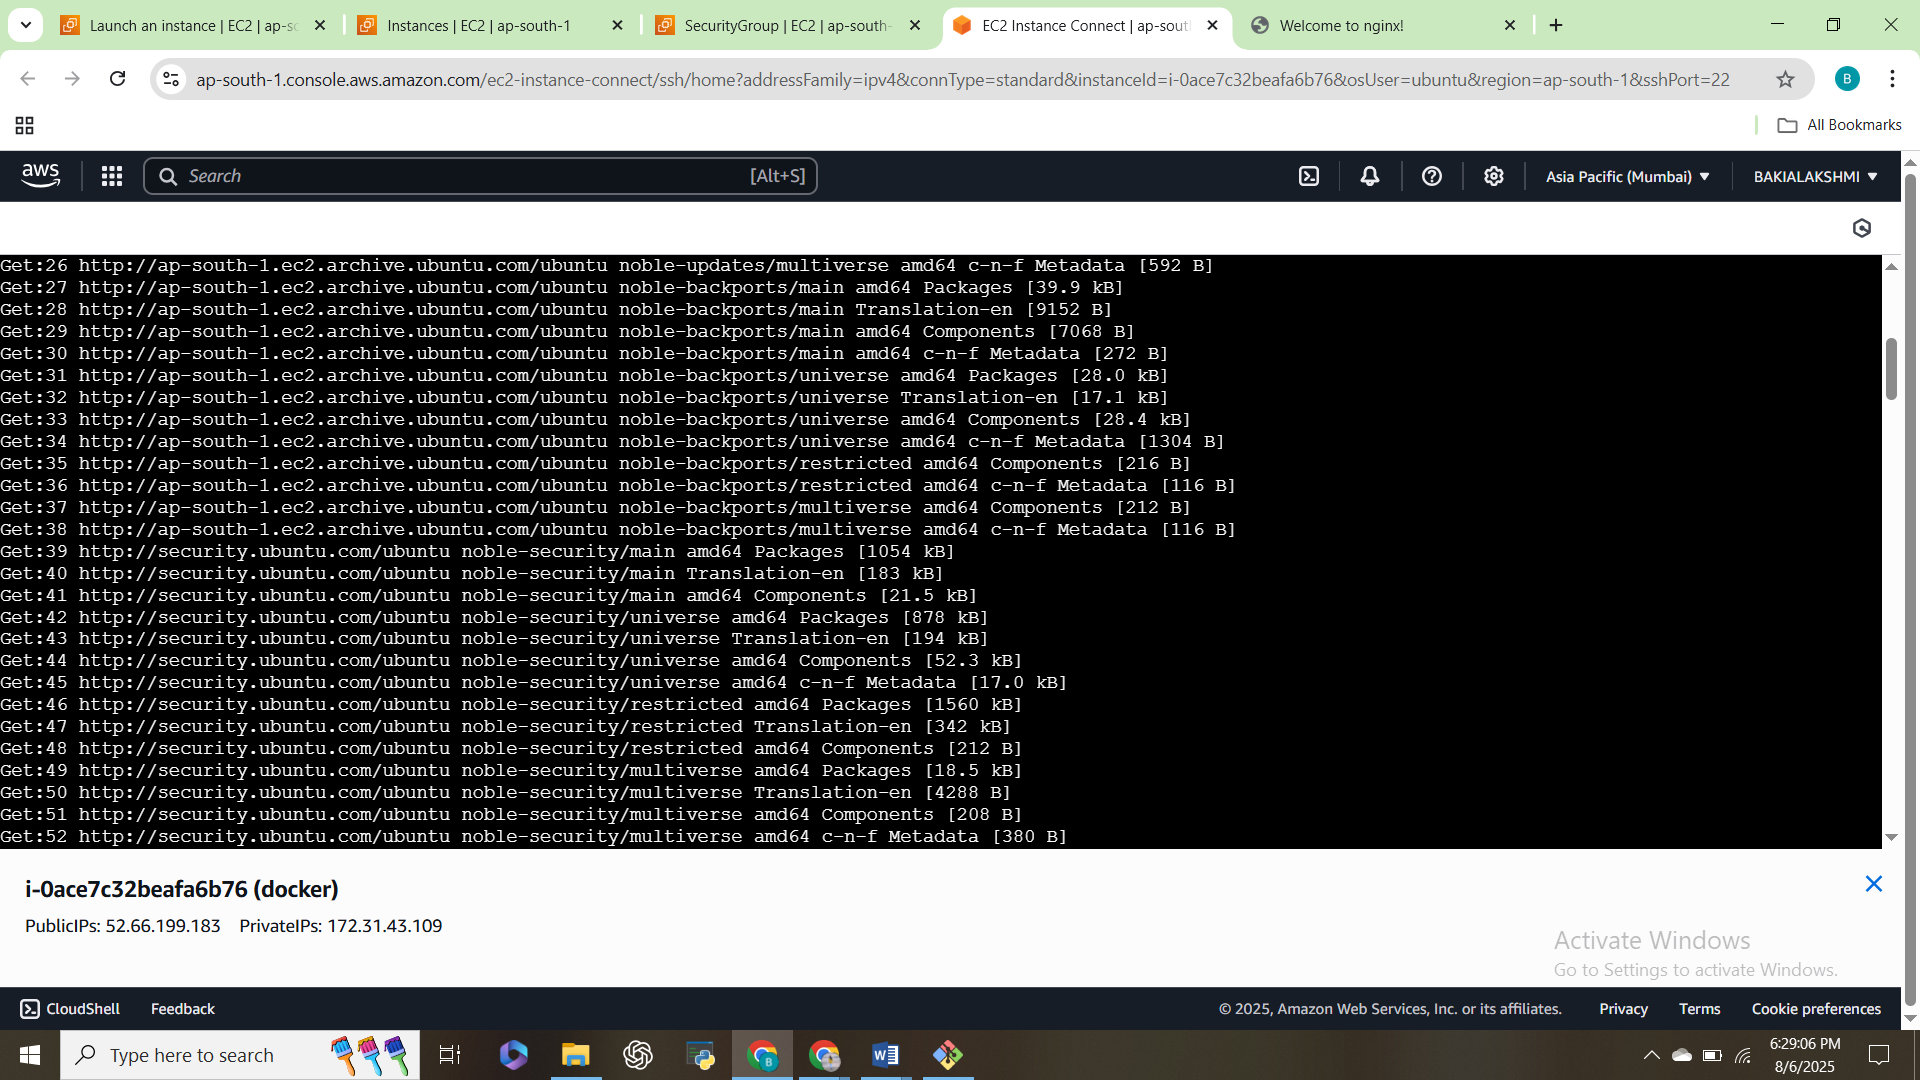 Launch an instance | EC2 | ap-sc
Instances | EC2 | ap-south-1
SecurityGroup | EC2 | ap-south-
EC2 Instance Connect | ap-sout
Welcome to nginx!
ap-south-1.console.aws.amazon.com/ec2-instance-connect/ssh/home?addressFamily=ipv4&connType=standard&instanceId=i-0ace7c32beafa6b76&osUser=ubuntu&region=ap-south-1&sshPort=22
B
All Bookmarks
aws
Search
[Alt+S]
Asia Pacific (Mumbai)
BAKIALAKSHMI
Get:26 http://ap-south-1.ec2.archive.ubuntu.com/ubuntu noble-updates/multiverse amd64 c-n-f Metadata [592 B]
Get:27 http://ap-south-1.ec2.archive.ubuntu.com/ubuntu noble-backports/main amd64 Packages [39.9 kB]
Get:28 http://ap-south-1.ec2.archive.ubuntu.com/ubuntu noble-backports/main Translation-en [9152 B]
Get:29 http://ap-south-1.ec2.archive.ubuntu.com/ubuntu noble-backports/main amd64 Components [7068 B]
Get:30 http://ap-south-1.ec2.archive.ubuntu.com/ubuntu noble-backports/main amd64 c-n-f Metadata [272 B]
Get:31 http://ap-south-1.ec2.archive.ubuntu.com/ubuntu noble-backports/universe amd64 Packages [28.0 kB]
Get:32 http://ap-south-1.ec2.archive.ubuntu.com/ubuntu noble-backports/universe Translation-en [17.1 kB]
Get:33 http://ap-south-1.ec2.archive.ubuntu.com/ubuntu noble-backports/universe amd64 Components [28.4 kB]
Get:34 http://ap-south-1.ec2.archive.ubuntu.com/ubuntu noble-backports/universe amd64 c-n-f Metadata [1304 B]
Get:35 http://ap-south-1.ec2.archive.ubuntu.com/ubuntu noble-backports/restricted amd64 Components [216 B]
Get:36 http://ap-south-1.ec2.archive.ubuntu.com/ubuntu noble-backports/restricted amd64 c-n-f Metadata [116 B]
Get:37 http://ap-south-1.ec2.archive.ubuntu.com/ubuntu noble-backports/multiverse amd64 Components [212 B]
Get:38 http://ap-south-1.ec2.archive.ubuntu.com/ubuntu noble-backports/multiverse amd64 c-n-f Metadata [116 B]
Get:39 http://security.ubuntu.com/ubuntu noble-security/main amd64 Packages [1054 kB]
Get:40 http://security.ubuntu.com/ubuntu noble-security/main Translation-en [183 kB]
Get:41 http://security.ubuntu.com/ubuntu noble-security/main amd64 Components [21.5 kB]
Get:42 http://security.ubuntu.com/ubuntu noble-security/universe amd64 Packages [878 kB]
Get:43 http://security.ubuntu.com/ubuntu noble-security/universe Translation-en [194 kB]
Get:44 http://security.ubuntu.com/ubuntu noble-security/universe amd64 Components [52.3 kB]
Get:45 http://security.ubuntu.com/ubuntu noble-security/universe amd64 c-n-f Metadata [17.0 kB]
Get:46 http://security.ubuntu.com/ubuntu noble-security/restricted amd64 Packages [1560 kB]
Get:47 http://security.ubuntu.com/ubuntu noble-security/restricted Translation-en [342 kB]
Get:48 http://security.ubuntu.com/ubuntu noble-security/restricted amd64 Components [212 B]
Get:49 http://security.ubuntu.com/ubuntu noble-security/multiverse amd64 Packages [18.5 kB]
Get:50 http://security.ubuntu.com/ubuntu noble-security/multiverse Translation-en [4288 B]
Get:51 http://security.ubuntu.com/ubuntu noble-security/multiverse amd64 Components [208 B]
Get:52 http://security.ubuntu.com/ubuntu noble-security/multiverse amd64 c-n-f Metadata [380 B]
i-0ace7c32beafa6b76 (docker)
PublicIPs: 52.66.199.183 PrivateIPs: 172.31.43.109
Activate Windows
Go to Settings to activate Windows.
CloudShell
Feedback
© 2025, Amazon Web Services, Inc. or its affiliates.
Privacy
Terms
Cookie preferences
Type here to search
6:29:06 PM
8/6/2025